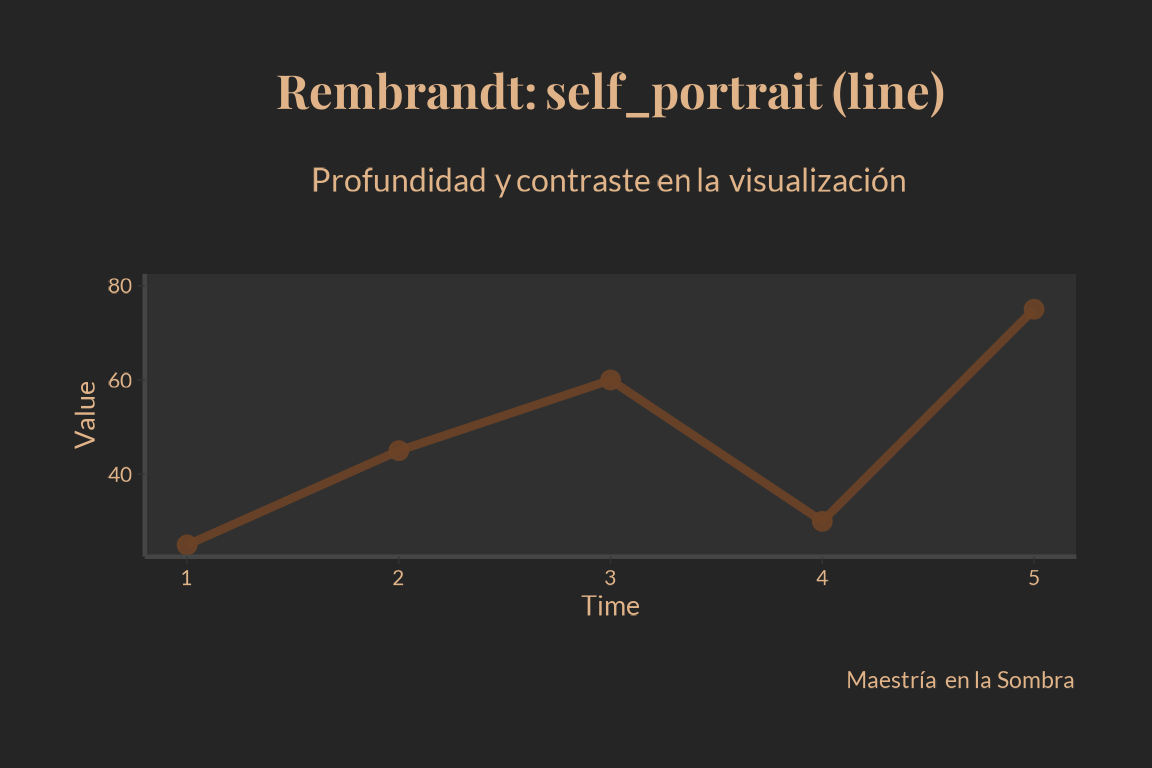 Rembrandt: self_portrait (line)
Profundidad y contraste en la visualización
80
60
40
Value
1 2 3 4 5
Time
Maestría en la Sombra